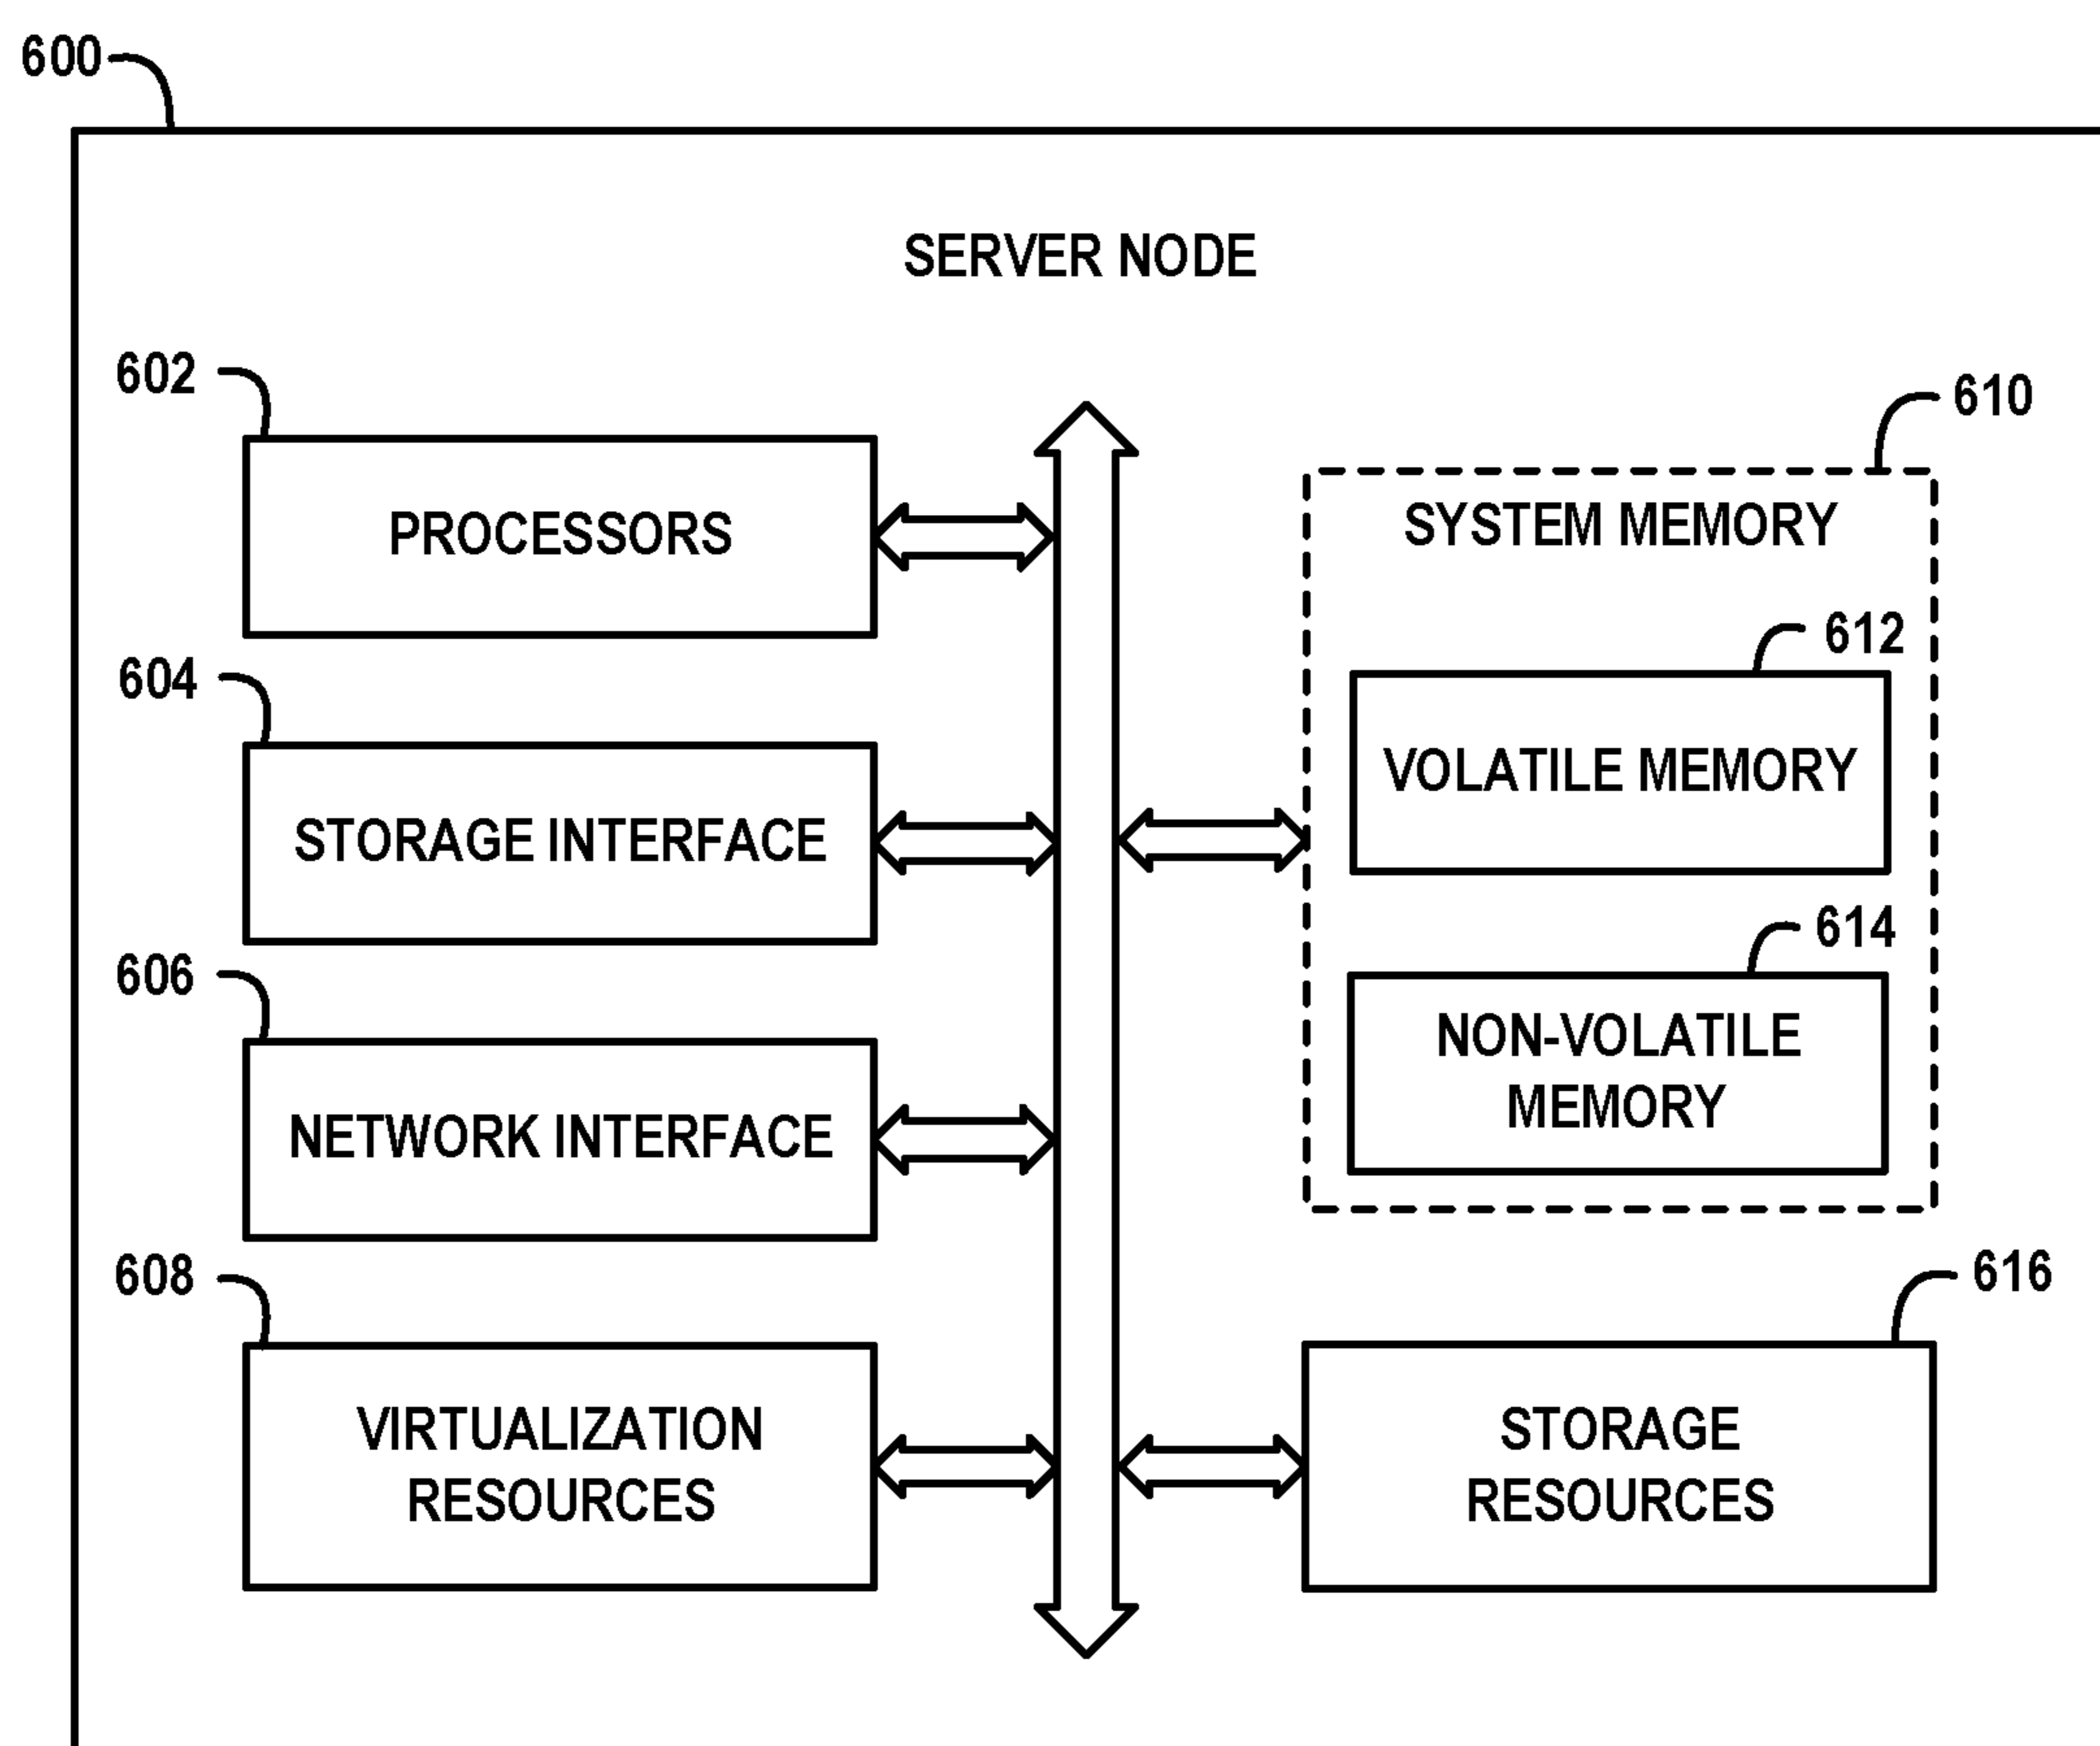 600
SERVER NODE
602
PROCESSORS
604
STORAGE INTERFACE
606
NETWORK INTERFACE
608
VIRTUALIZATION
RESOURCES
610
SYSTEM MEMORY
612
VOLATILE MEMORY
614
NON-VOLATILE
MEMORY
616
STORAGE
RESOURCES